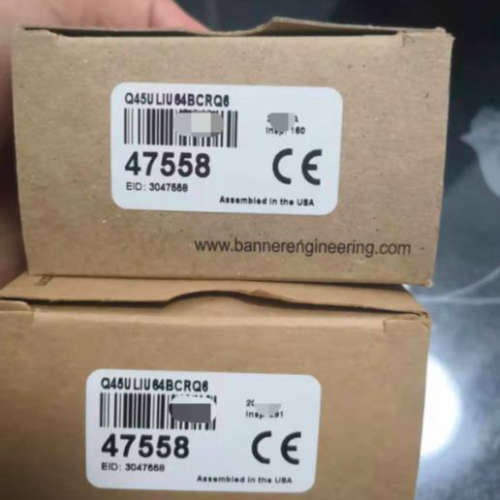 Q45ULIU64BCRQ6
Insp: 160
47558
CE
EID: 3047558
Assembled in the USA
www.bannerengineering.com
Q45ULIU64BCRQ6
Insp:
47558
CE
EID: 3047558
Assembled in the USA